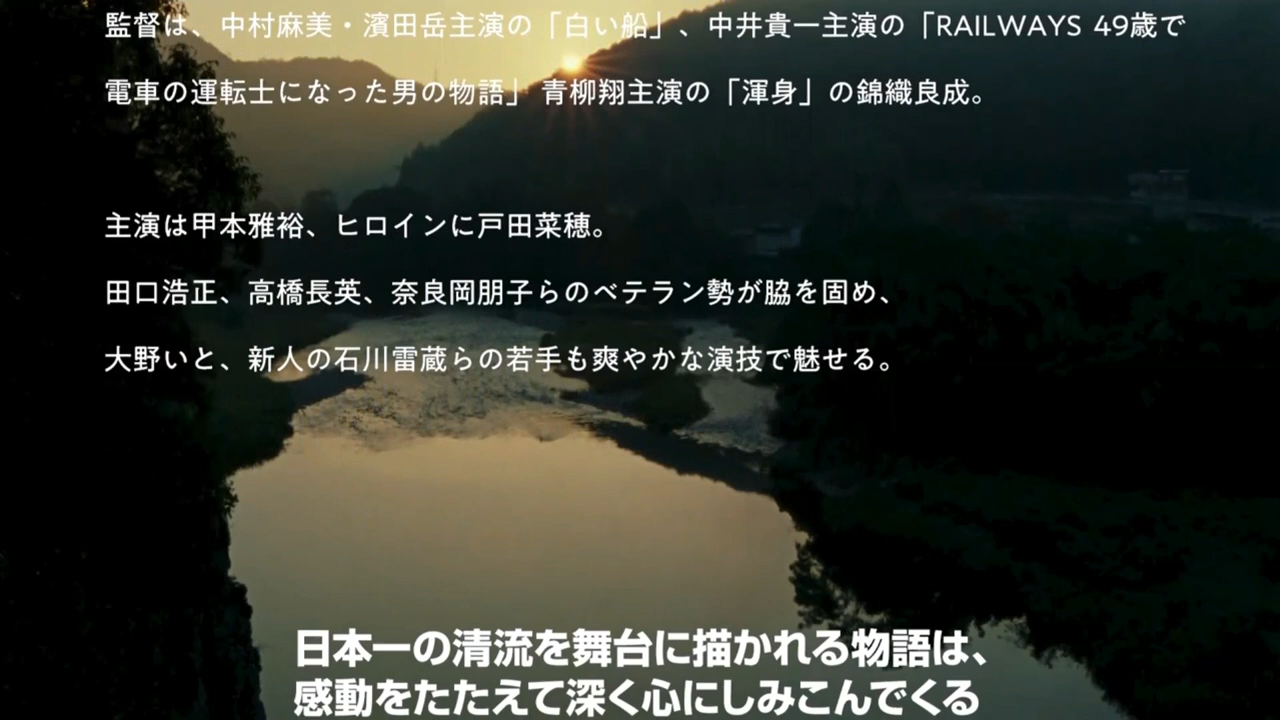 監督は、中村麻美・濱田岳主演の「白い船」、中井貴一主演の「RAILWAYS 49歳で
電車の運転士になった男の物語」 青柳翔主演の「渾身」の錦織良成。
主演は甲本雅裕、ヒロインに戸田菜穂。
田口浩正、高橋長英、奈良岡朋子らのベテラン勢が脇を固め、
大野いと、新人の石川雷蔵らの若手も爽やかな演技で魅せる。
日本一の清流を舞台に描かれる物語は、
感動をたたえて深く心にしみこんでくる